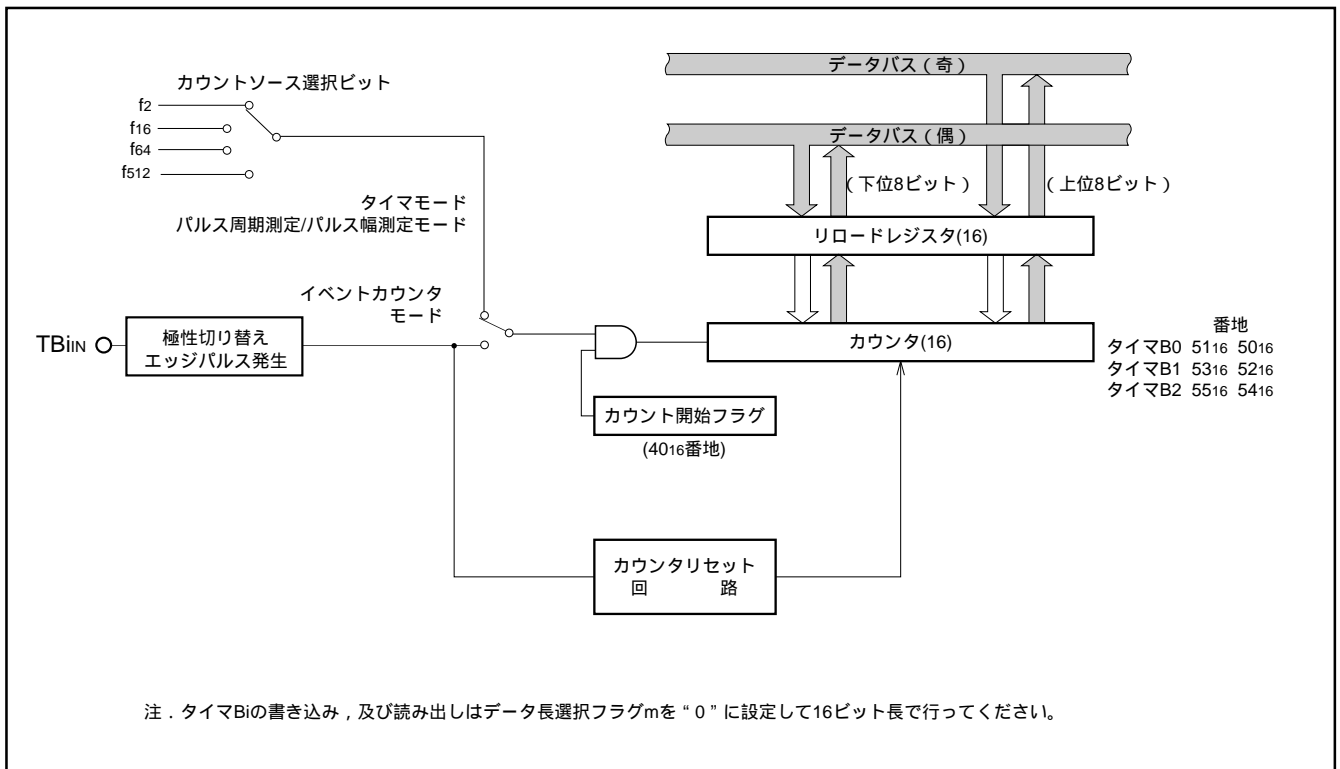 データバス（奇）
カウントソース選択ビット
f2
f16
f64
f512
データバス（偶）
（下位8ビット）
（上位8ビット）
タイマモード
パルス周期測定/パルス幅測定モード
リロードレジスタ(16)
イベントカウンタ
モード
TBiIN
極性切り替え
エッジパルス発生
カウンタ(16)
番地
タイマB0 5116 5016
タイマB1 5316 5216
タイマB2 5516 5416
カウント開始フラグ
(4016番地)
カウンタリセット
回　　　路
注．タイマBiの書き込み，及び読み出しはデータ長選択フラグmを“0”に設定して16ビット長で行ってください。